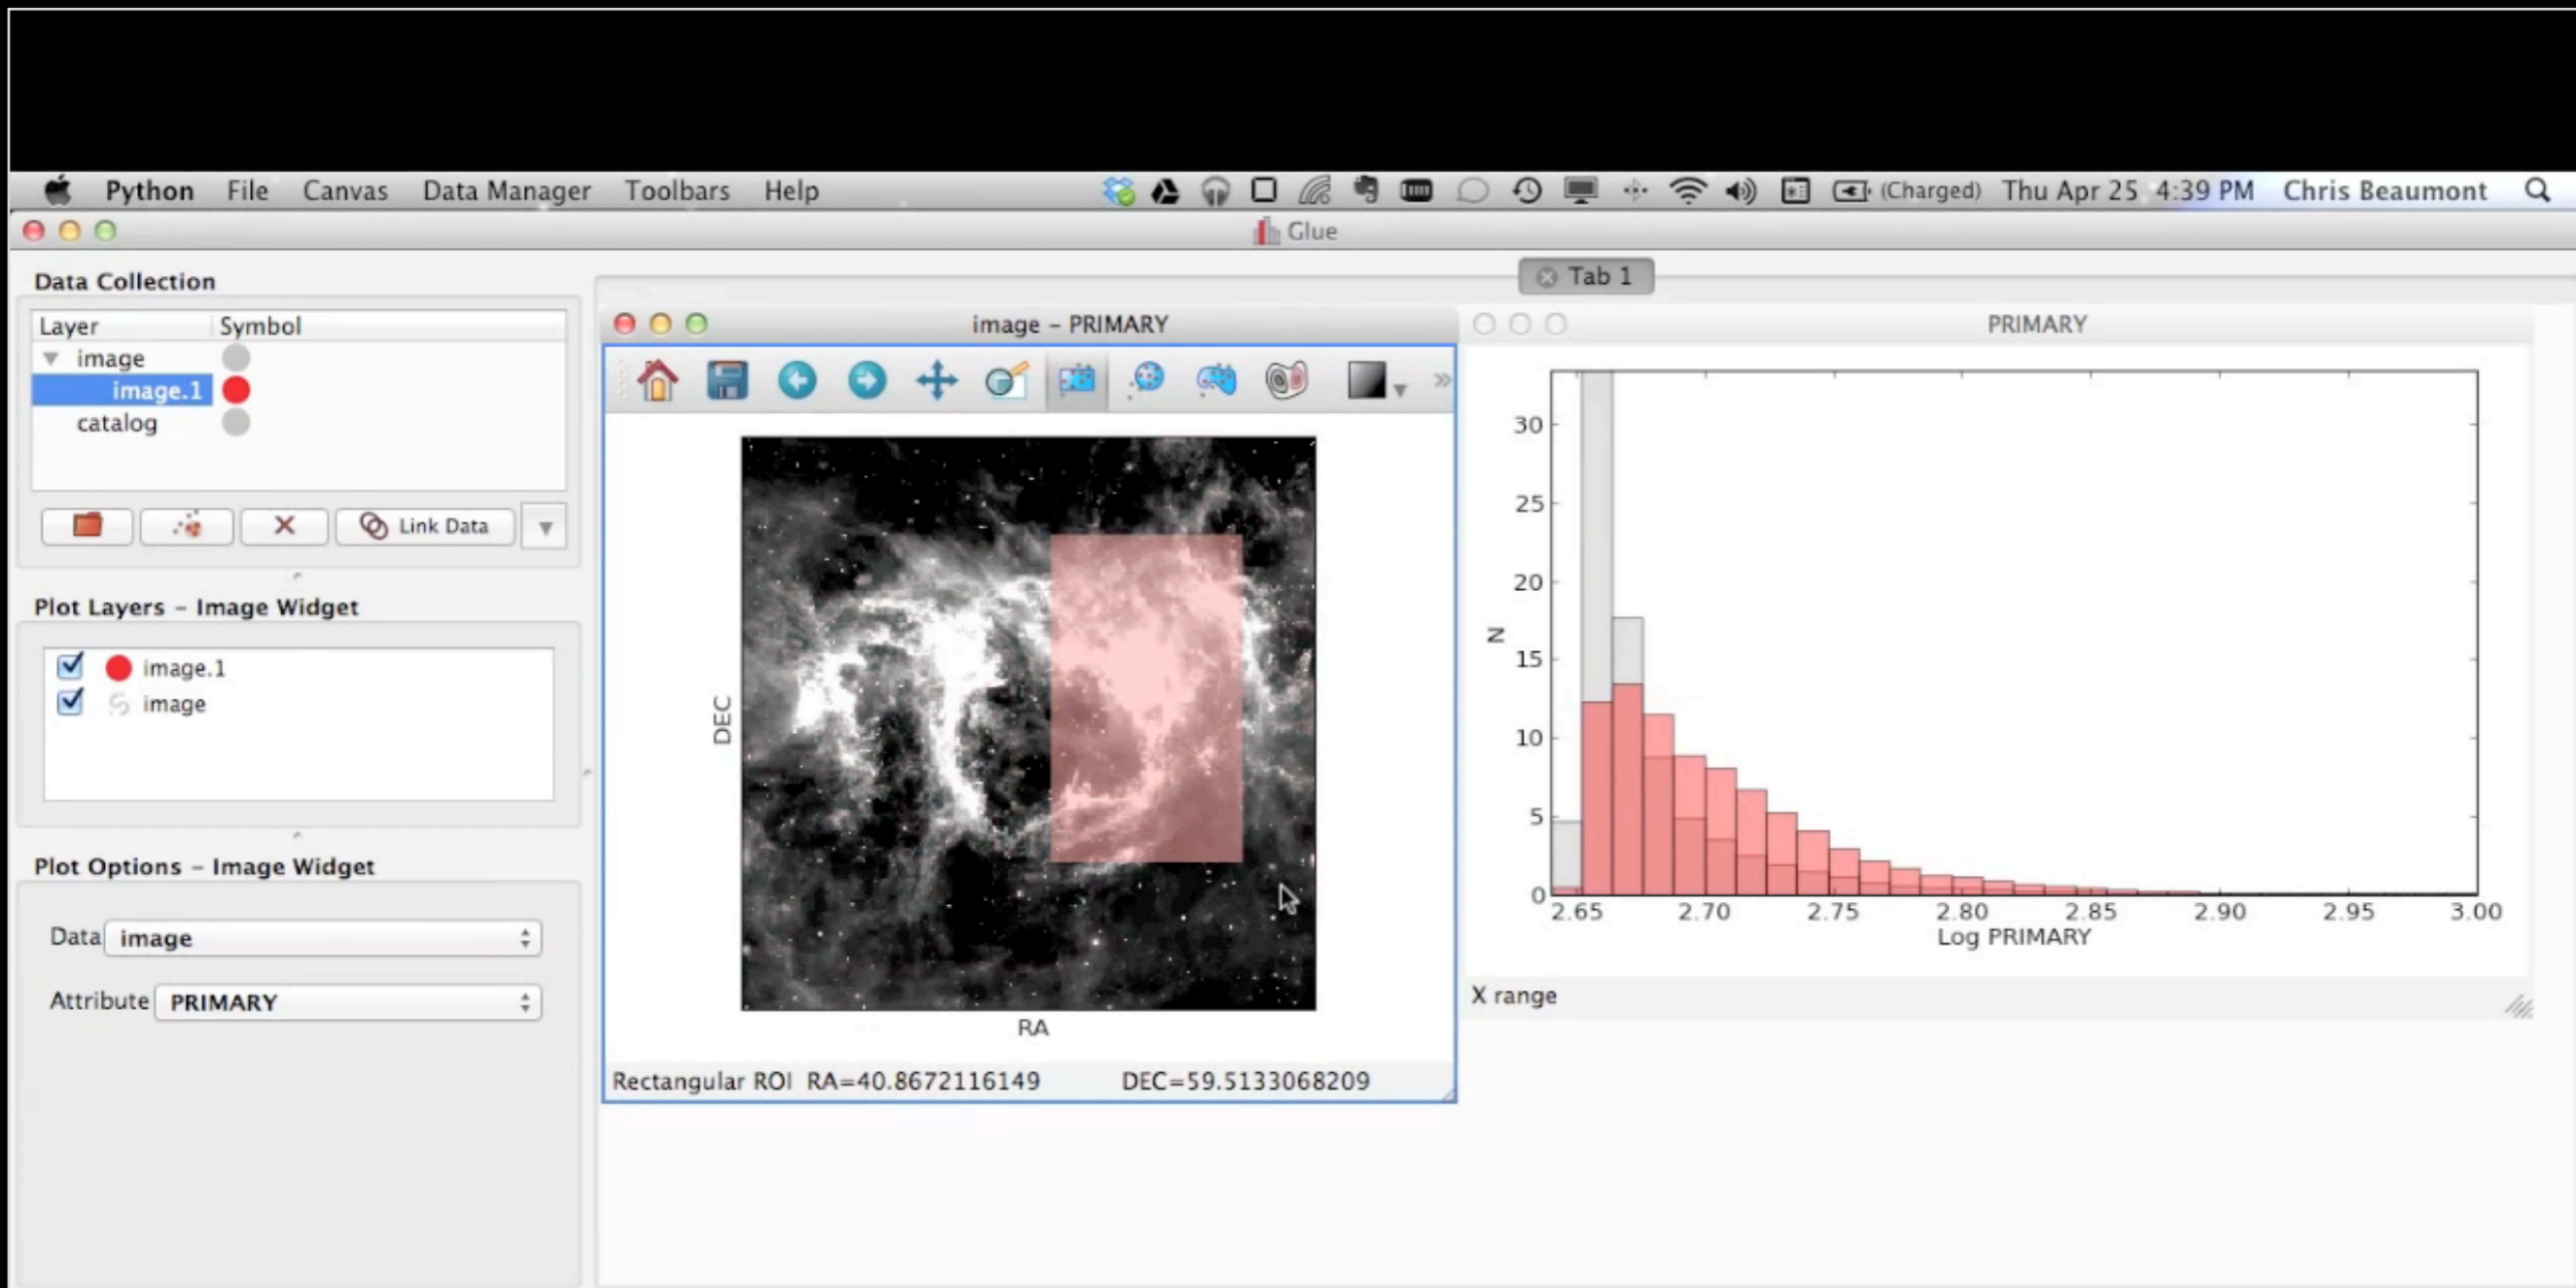 Python File Canvas Data Manager Toolbars Help (Charged) Thu Apr 25 4:39 PM Chris Beaumont
Glue
Data Collection
Tab 1
Layer Symbol
image
image.1
catalog
Link Data
Plot Layers - Image Widget
image.1
image
Plot Options - Image Widget
Data image
Attribute PRIMARY
image - PRIMARY
DEC
RA
Rectangular ROI RA=40.8672116149 DEC=59.5133068209
PRIMARY
30
25
20
15
10
5
0
N
2.65 2.70 2.75 2.80 2.85 2.90 2.95 3.00
Log PRIMARY
X range